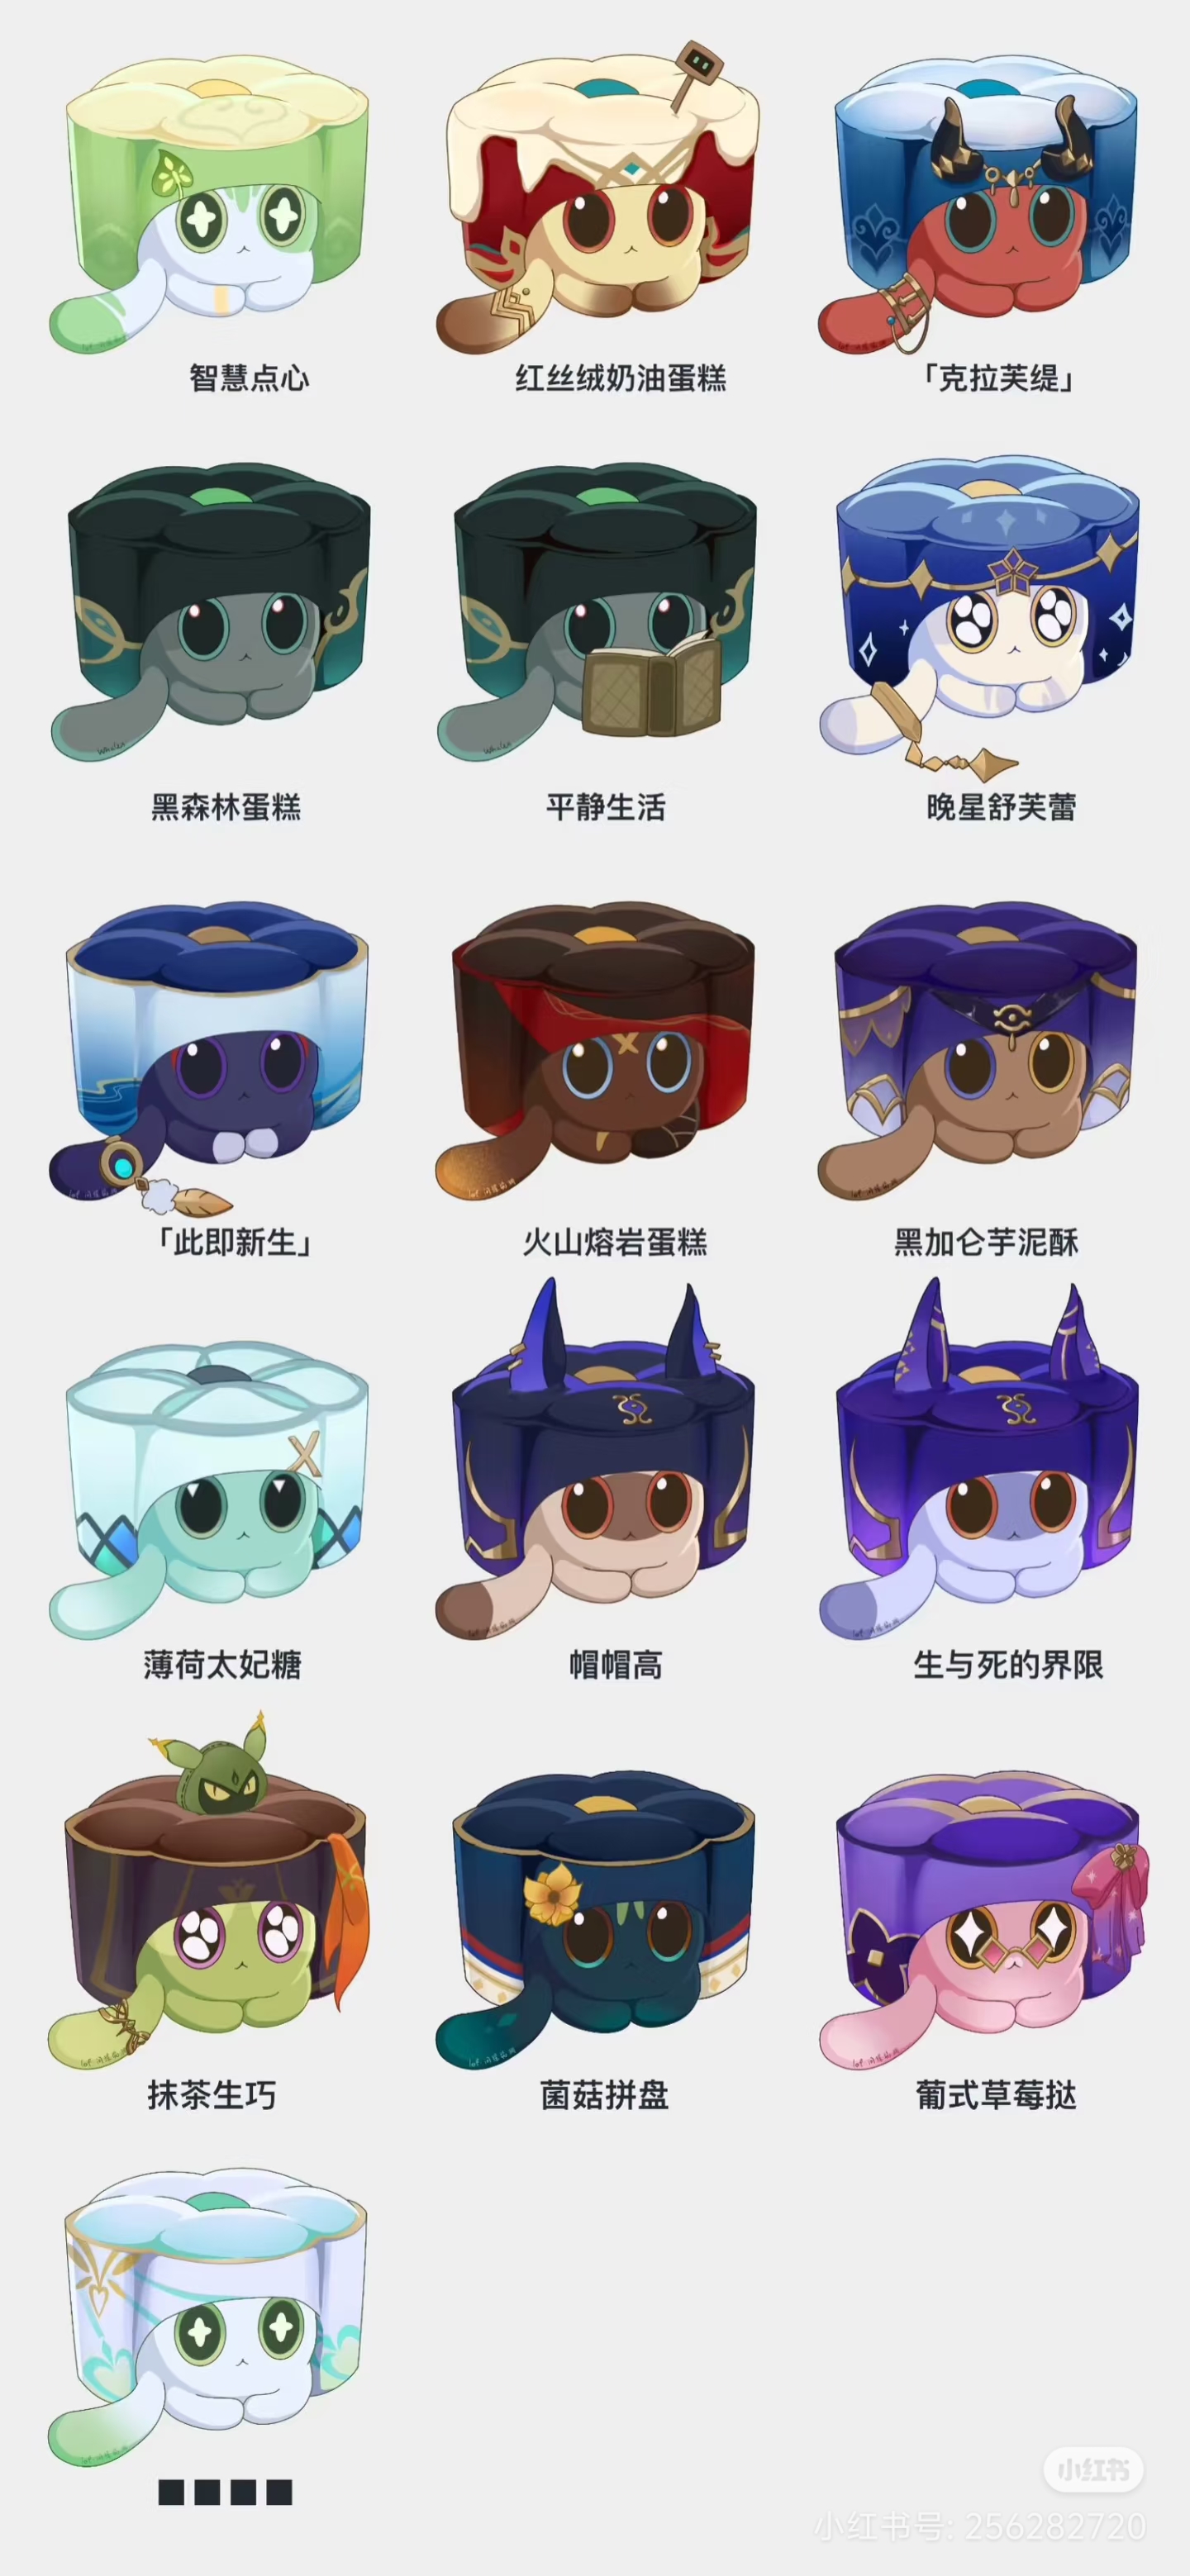 智慧点心
红丝绒奶油蛋糕
「克拉芙缇」
黑森林蛋糕
平静生活
晚星舒芙蕾
「此即新生」
火山熔岩蛋糕
黑加仑芋泥酥
薄荷太妃糖
帽帽高
生与死的界限
抹茶生巧
菌菇拼盘
葡式草莓挞
■■■■
小红书
小红书号: 256282720